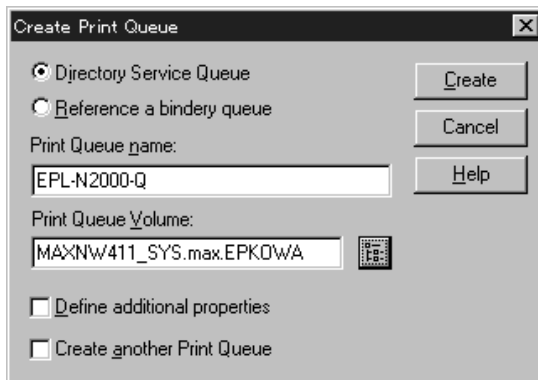 Create Print Queue
Directory Service Queue
Reference a bindery queue
Print Queue name:
EPL-N2000-Q
Print Queue Volume:
MAXNW411_SYS.max.EPKOWA
Define additional properties
Create another Print Queue
Create
Cancel
Help